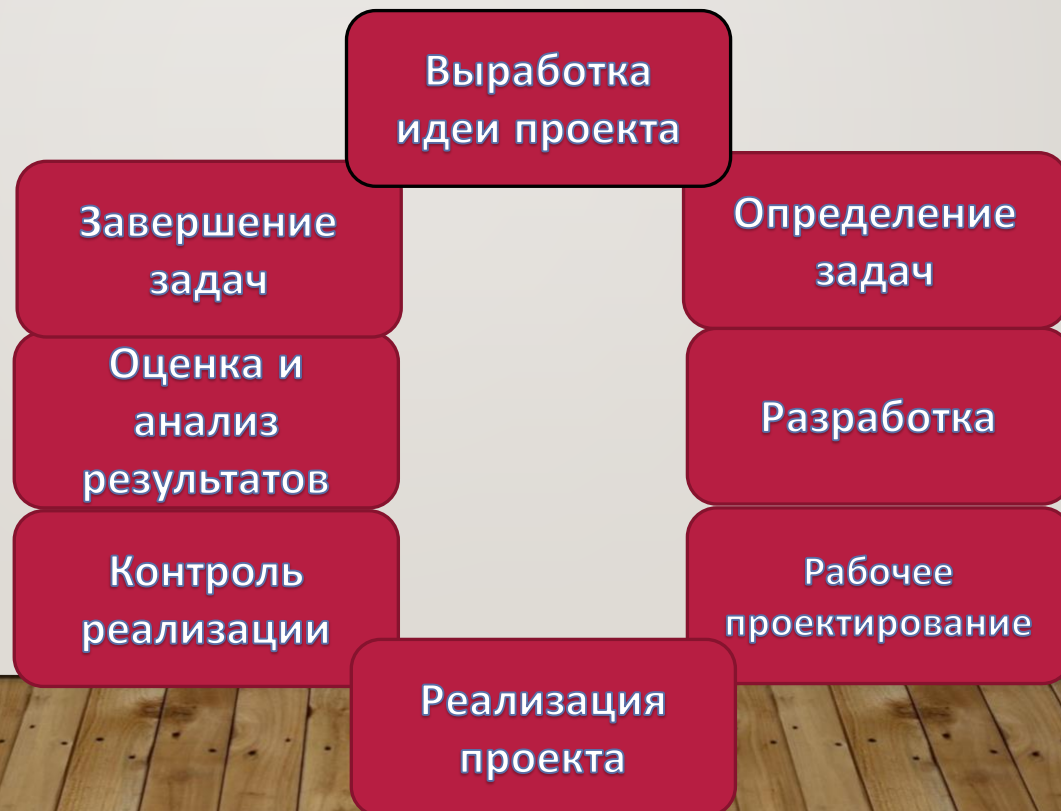 Выработка
идеи проекта
Определение
задач
Разработка
Рабочее
проектирование
Реализация
проекта
Контроль
реализации
Оценка и
анализ
результатов
Завершение
задач